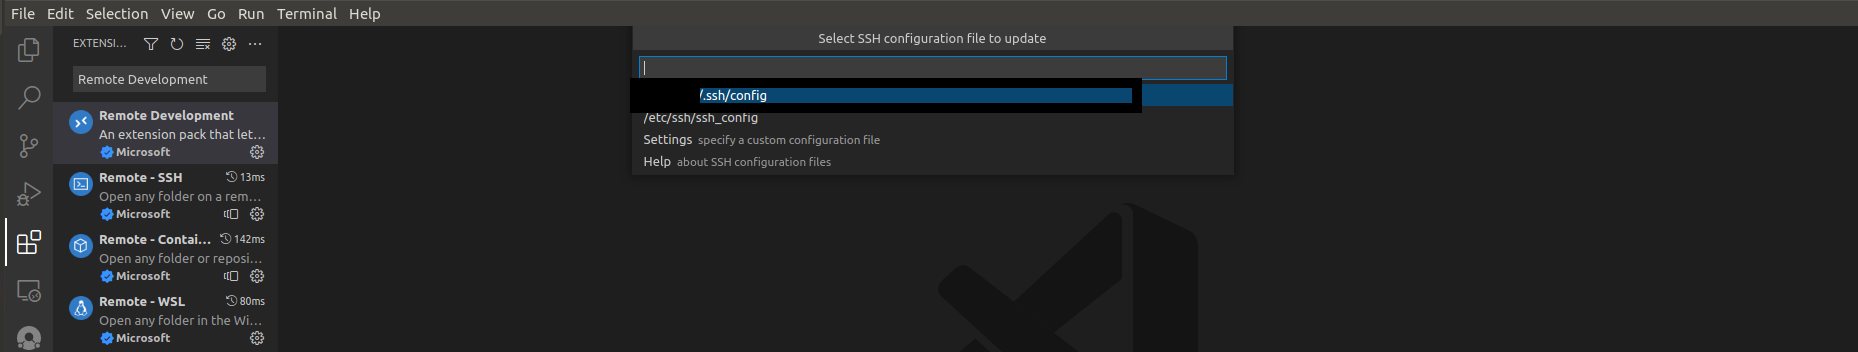 File Edit Selection View Go Run Terminal Help
EXTENSI...
Remote Development
Remote Development
An extension pack that let...
Microsoft
Remote - SSH 13ms
Open any folder on a rem...
Microsoft
Remote - Contai... 142ms
Open any folder or reposi...
Microsoft
Remote - WSL 80ms
Open any folder in the Wi...
Microsoft
Select SSH configuration file to update
/.ssh/config
/etc/ssh/ssh_config
Settings specify a custom configuration file
Help about SSH configuration files